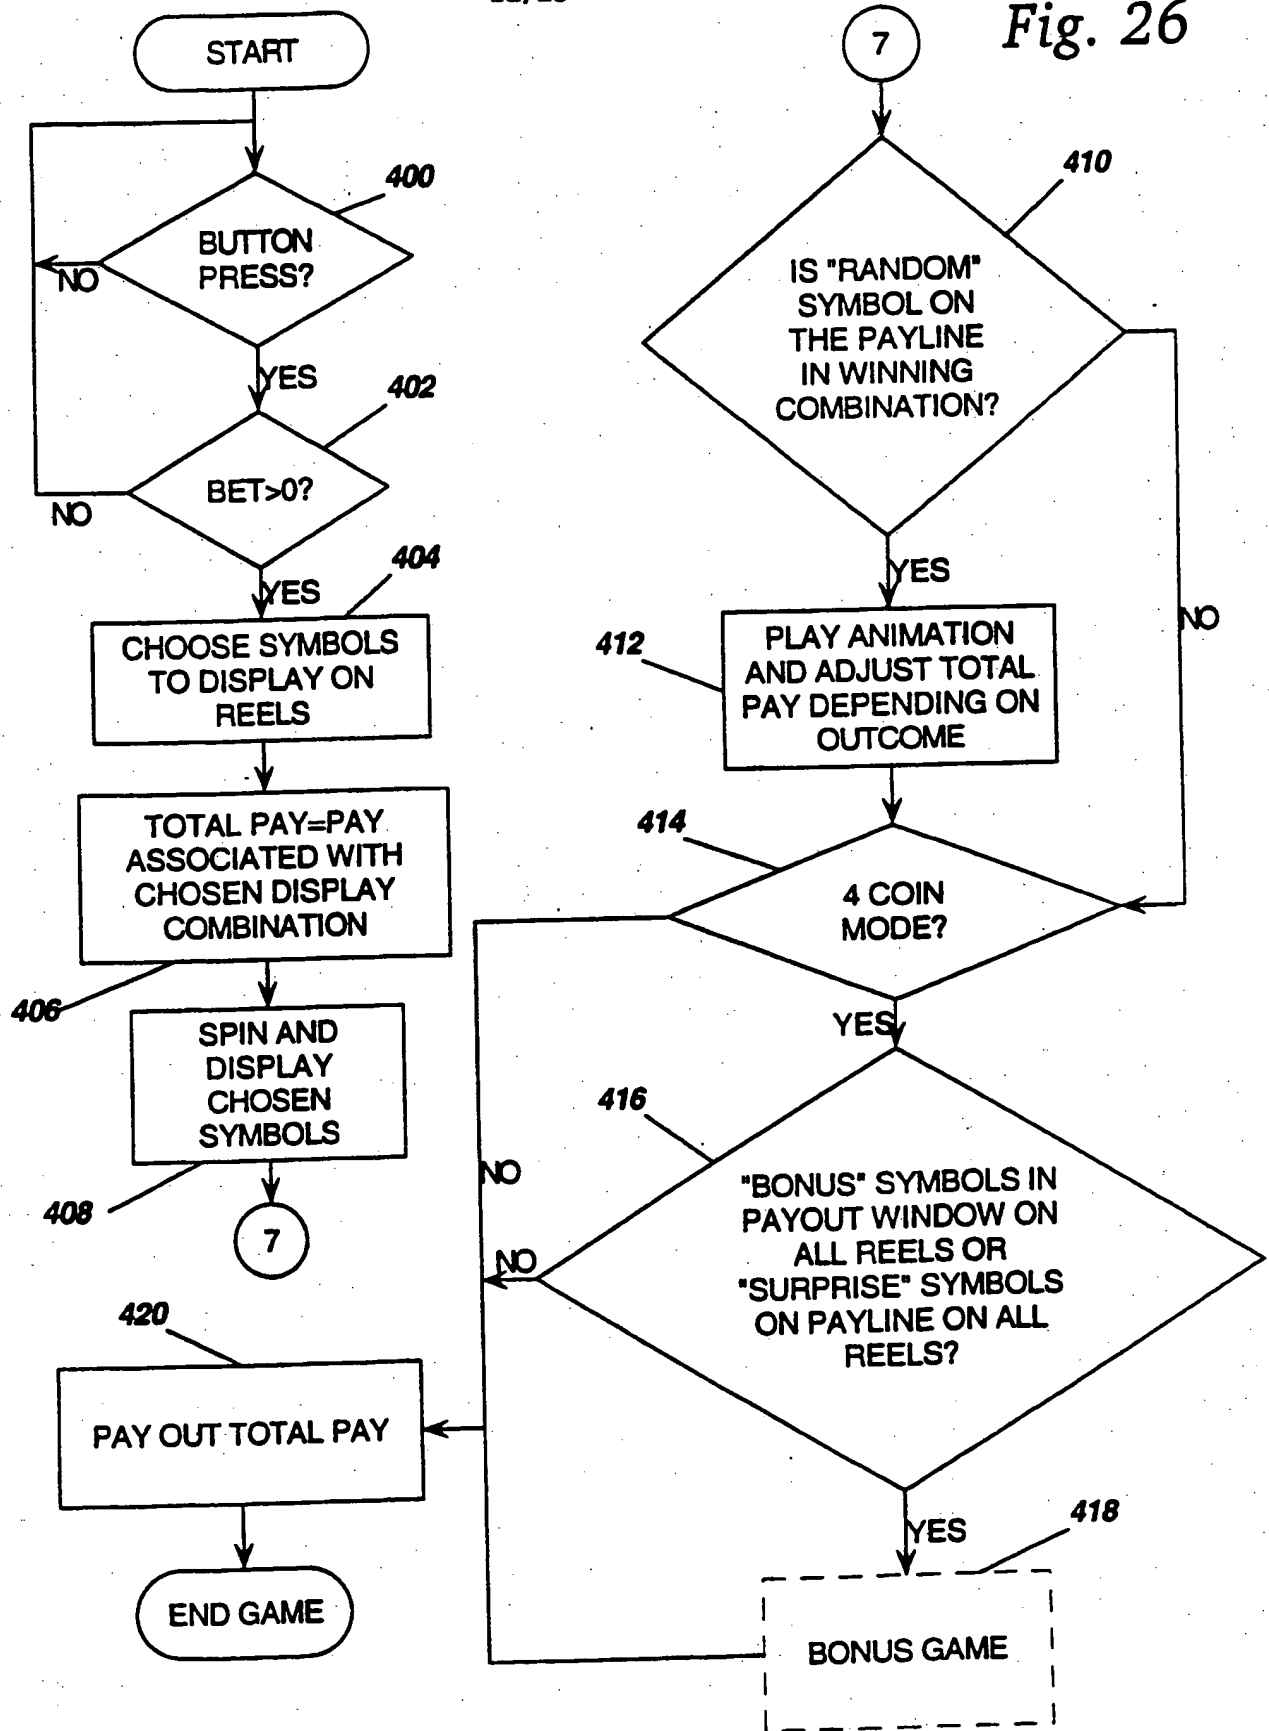 Fig. 26
START
400
BUTTON
PRESS?
NO
YES
402
BET>0?
NO
YES
404
CHOOSE SYMBOLS
TO DISPLAY ON
REELS
TOTAL PAY=PAY
ASSOCIATED WITH
CHOSEN DISPLAY
COMBINATION
406
SPIN AND
DISPLAY
CHOSEN
SYMBOLS
408
7
420
PAY OUT TOTAL PAY
END GAME
7
410
IS "RANDOM"
SYMBOL ON
THE PAYLINE
IN WINNING
COMBINATION?
YES
NO
412
PLAY ANIMATION
AND ADJUST TOTAL
PAY DEPENDING ON
OUTCOME
414
4 COIN
MODE?
YES
NO
416
"BONUS" SYMBOLS IN
PAYOUT WINDOW ON
ALL REELS OR
"SURPRISE" SYMBOLS
ON PAYLINE ON ALL
REELS?
NO
YES
418
BONUS GAME